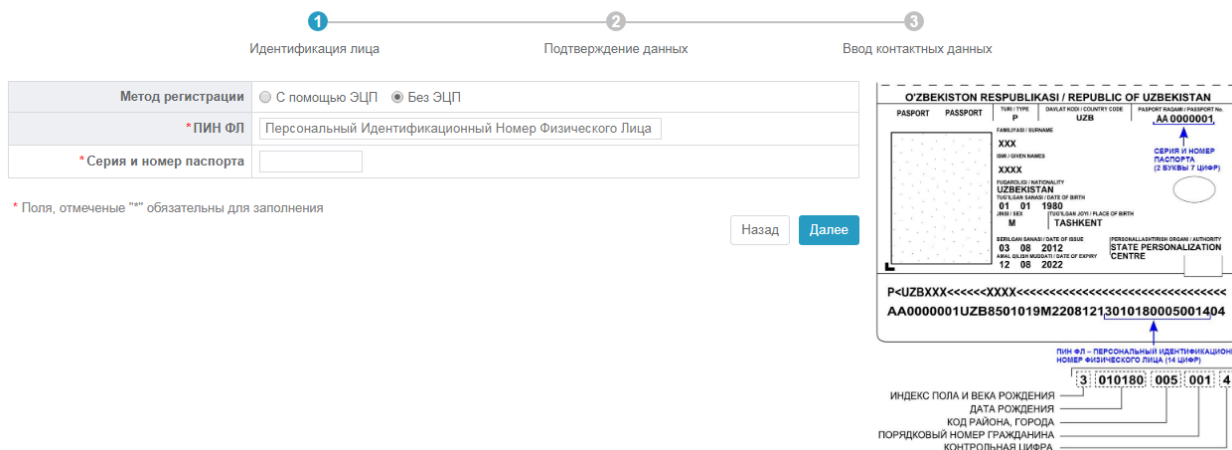 1 2 3
Идентификация лица Подтверждение данных Ввод контактных данных
Метод регистрации С помощью ЭЦП Без ЭЦП
* ПИН ФЛ Персональный Идентификационный Номер Физического Лица
* Серия и номер паспорта
* Поля, отмеченые "*" обязательны для заполнения
Назад Далее
O'ZBEKISTON RESPUBLIKASI / REPUBLIC OF UZBEKISTAN
PASPORT PASSPORT
TURI / TYPE DAVLAT KODI / COUNTRY CODE PASPORT RAQAMI / PASSPORT No.
P UZB AA 0000001
FAMILIYASI / SURNAME
XXX
СЕРИЯ И НОМЕР
ПАСПОРТА
(2 БУКВЫ 7 ЦИФР)
ISMI / GIVEN NAMES
XXXX
FUQAROLIGI / NATIONALITY
UZBEKISTAN
TUG'ILGAN SANASI / DATE OF BIRTH
01 01 1980
JINSI / SEX TUG'ILGAN JOYI / PLACE OF BIRTH
M TASHKENT
BERILGAN SANASI / DATE OF ISSUE PERSONALLASHTIRISH ORGANI / AUTHORITY
03 08 2012 STATE PERSONALIZATION
AMAL QILISH MUDDATI / DATE OF EXPIRY CENTRE
12 08 2022
P<UZBXXX<<<<<<XXXX<<<<<<<<<<<<<<<<<<<<<<<<<<<<<<
AA0000001UZB8501019M22081213010180005001404
ПИН ФЛ – ПЕРСОНАЛЬНЫЙ ИДЕНТИФИКАЦИОН
НОМЕР ФИЗИЧЕСКОГО ЛИЦА (14 ЦИФР)
3 010180 005 001 4
ИНДЕКС ПОЛА И ВЕКА РОЖДЕНИЯ
ДАТА РОЖДЕНИЯ
КОД РАЙОНА, ГОРОДА
ПОРЯДКОВЫЙ НОМЕР ГРАЖДАНИНА
КОНТРОЛЬНАЯ ЦИФРА